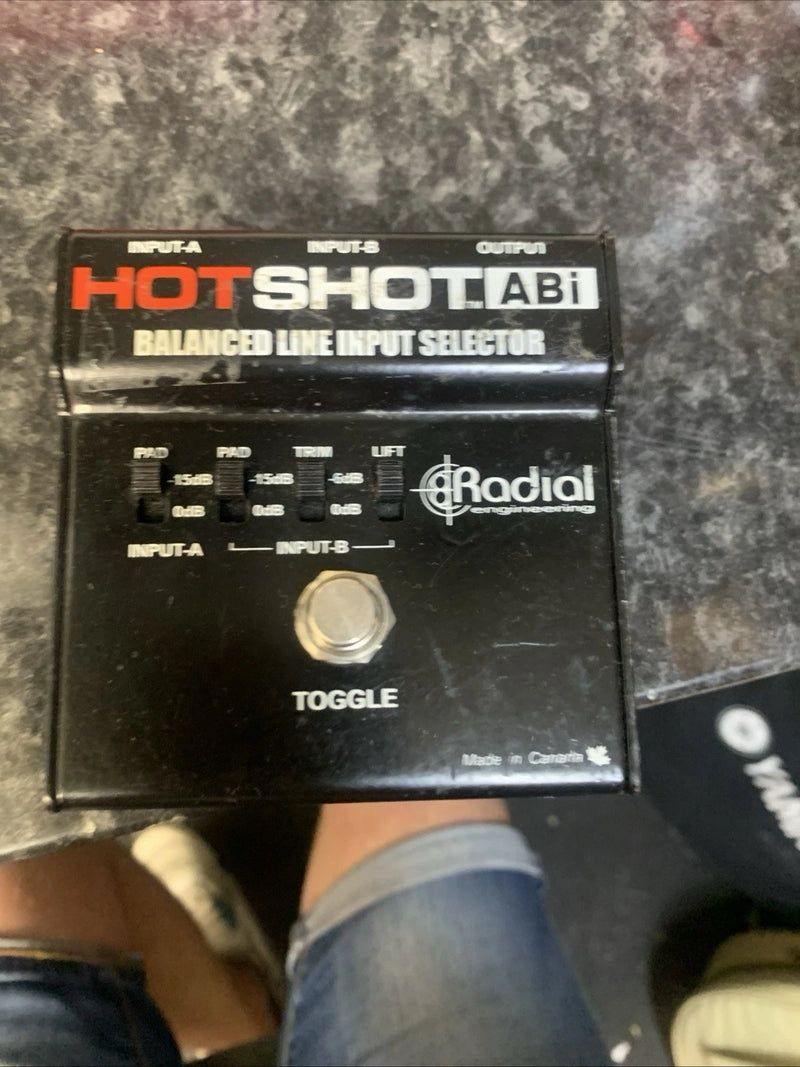 INPUT-A INPUT-B OUTPUT
HOTSHOT™ ABi
BALANCED LINE INPUT SELECTOR
PAD PAD TRIM LIFT
-15dB -15dB -6dB
0dB 0dB 0dB
Radial
engineering
INPUT-A INPUT-B
TOGGLE
Made in Canada